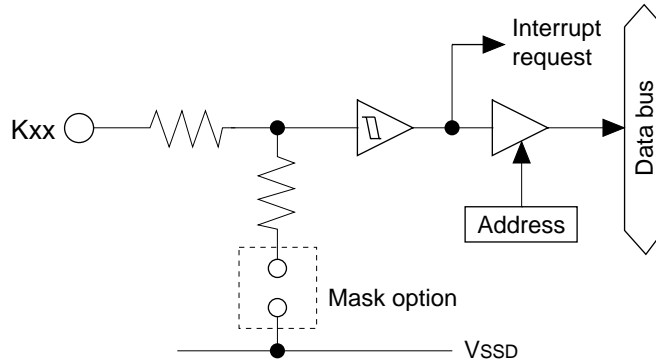 Interrupt
request
Kxx
Data bus
Address
Mask option
VSSD